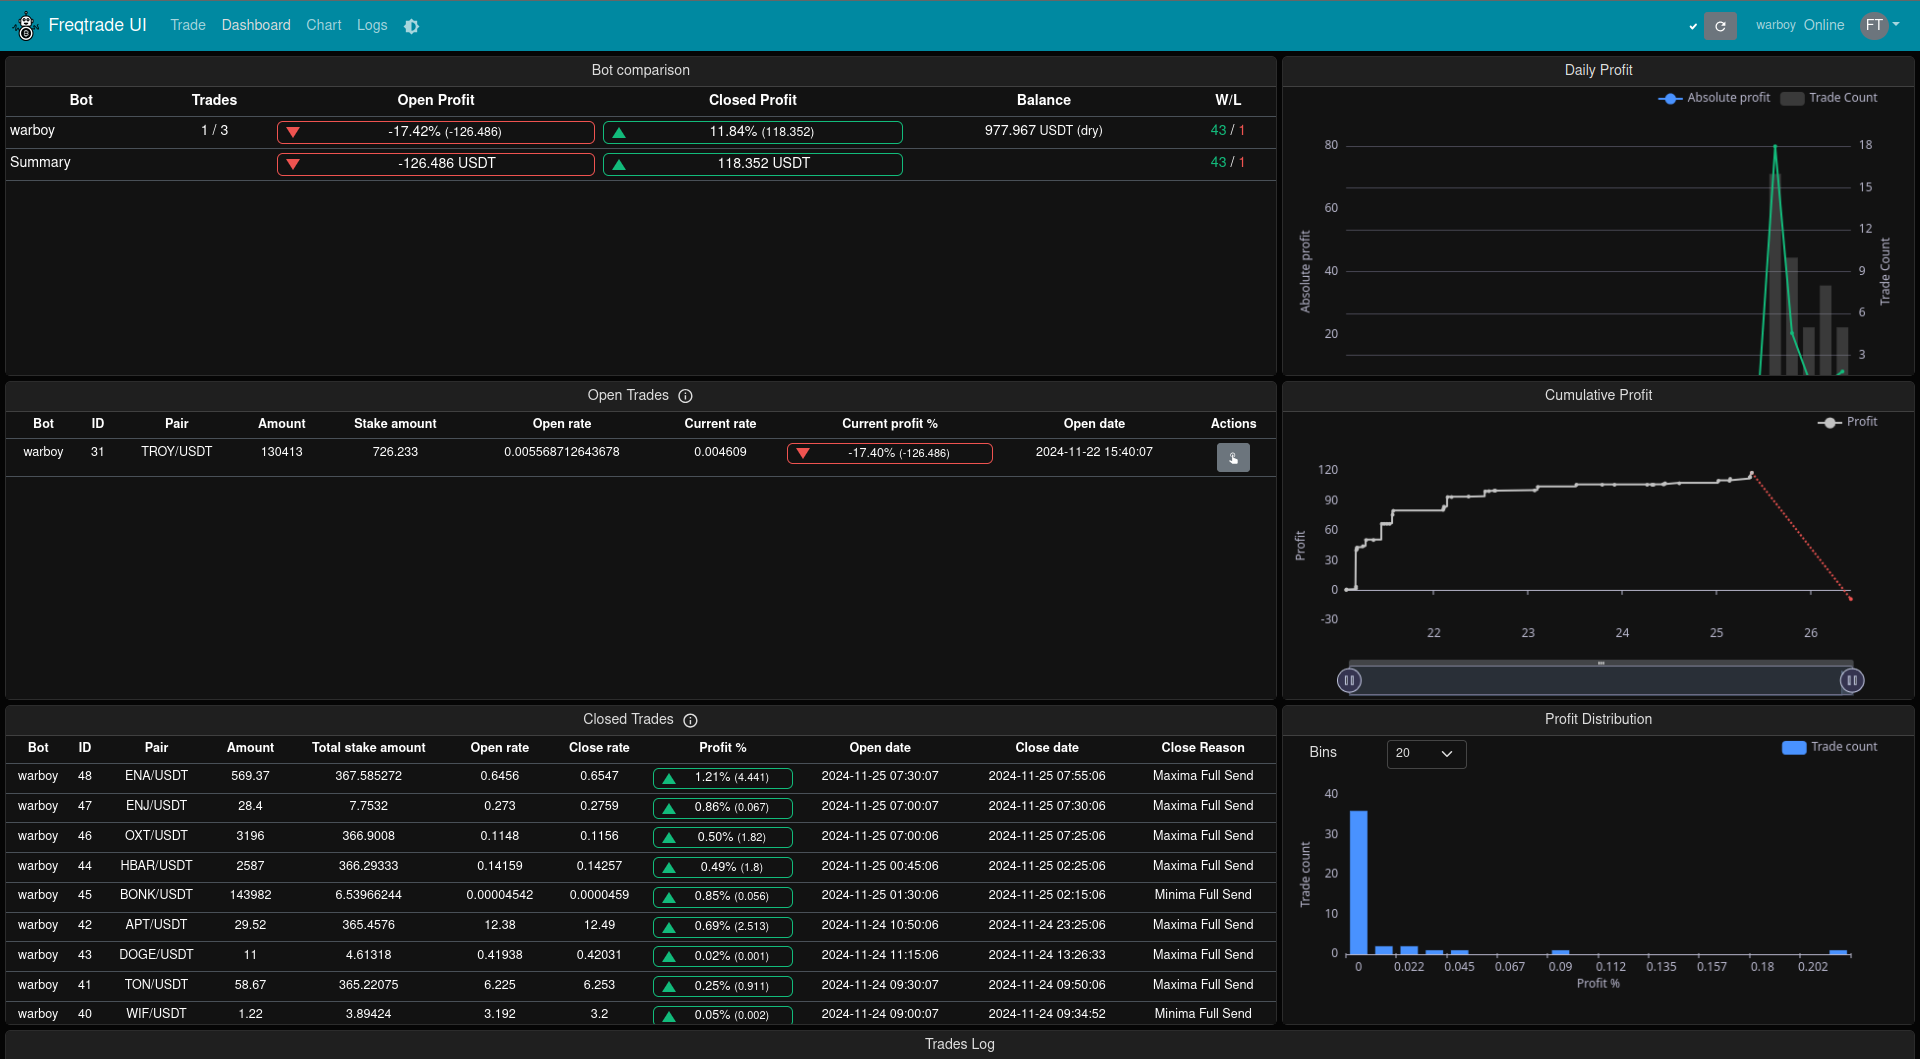 Freqtrade UI Trade Dashboard Chart Logs warboy Online FT
Bot comparison
Bot Trades Open Profit Closed Profit Balance W/L
warboy 1 / 3 -17.42% (-126.486) 11.84% (118.352) 977.967 USDT (dry) 43 / 1
Summary -126.486 USDT 118.352 USDT 43 / 1
Daily Profit
Absolute profit Trade Count
80 18
15
60
12
40 9
6
20
3
Absolute profit
Trade Count
Open Trades
Bot ID Pair Amount Stake amount Open rate Current rate Current profit % Open date Actions
warboy 31 TROY/USDT 130413 726.233 0.005568712643678 0.004609 -17.40% (-126.486) 2024-11-22 15:40:07
Cumulative Profit
Profit
120
90
60
30
0
-30
Profit
22 23 24 25 26
Closed Trades
Bot ID Pair Amount Total stake amount Open rate Close rate Profit % Open date Close date Close Reason
warboy 48 ENA/USDT 569.37 367.585272 0.6456 0.6547 1.21% (4.441) 2024-11-25 07:30:07 2024-11-25 07:55:06 Maxima Full Send
warboy 47 ENJ/USDT 28.4 7.7532 0.273 0.2759 0.86% (0.067) 2024-11-25 07:00:07 2024-11-25 07:30:06 Maxima Full Send
warboy 46 OXT/USDT 3196 366.9008 0.1148 0.1156 0.50% (1.82) 2024-11-25 07:00:06 2024-11-25 07:25:06 Maxima Full Send
warboy 44 HBAR/USDT 2587 366.29333 0.14159 0.14257 0.49% (1.8) 2024-11-25 00:45:06 2024-11-25 02:25:06 Maxima Full Send
warboy 45 BONK/USDT 143982 6.53966244 0.00004542 0.0000459 0.85% (0.056) 2024-11-25 01:30:06 2024-11-25 02:15:06 Minima Full Send
warboy 42 APT/USDT 29.52 365.4576 12.38 12.49 0.69% (2.513) 2024-11-24 10:50:06 2024-11-24 23:25:06 Maxima Full Send
warboy 43 DOGE/USDT 11 4.61318 0.41938 0.42031 0.02% (0.001) 2024-11-24 11:15:06 2024-11-24 13:26:33 Maxima Full Send
warboy 41 TON/USDT 58.67 365.22075 6.225 6.253 0.25% (0.911) 2024-11-24 09:30:07 2024-11-24 09:50:06 Maxima Full Send
warboy 40 WIF/USDT 1.22 3.89424 3.192 3.2 0.05% (0.002) 2024-11-24 09:00:07 2024-11-24 09:34:52 Minima Full Send
Profit Distribution
Bins 20 Trade count
40
30
20
10
0
Trade count
0 0.022 0.045 0.067 0.09 0.112 0.135 0.157 0.18 0.202
Profit %
Trades Log